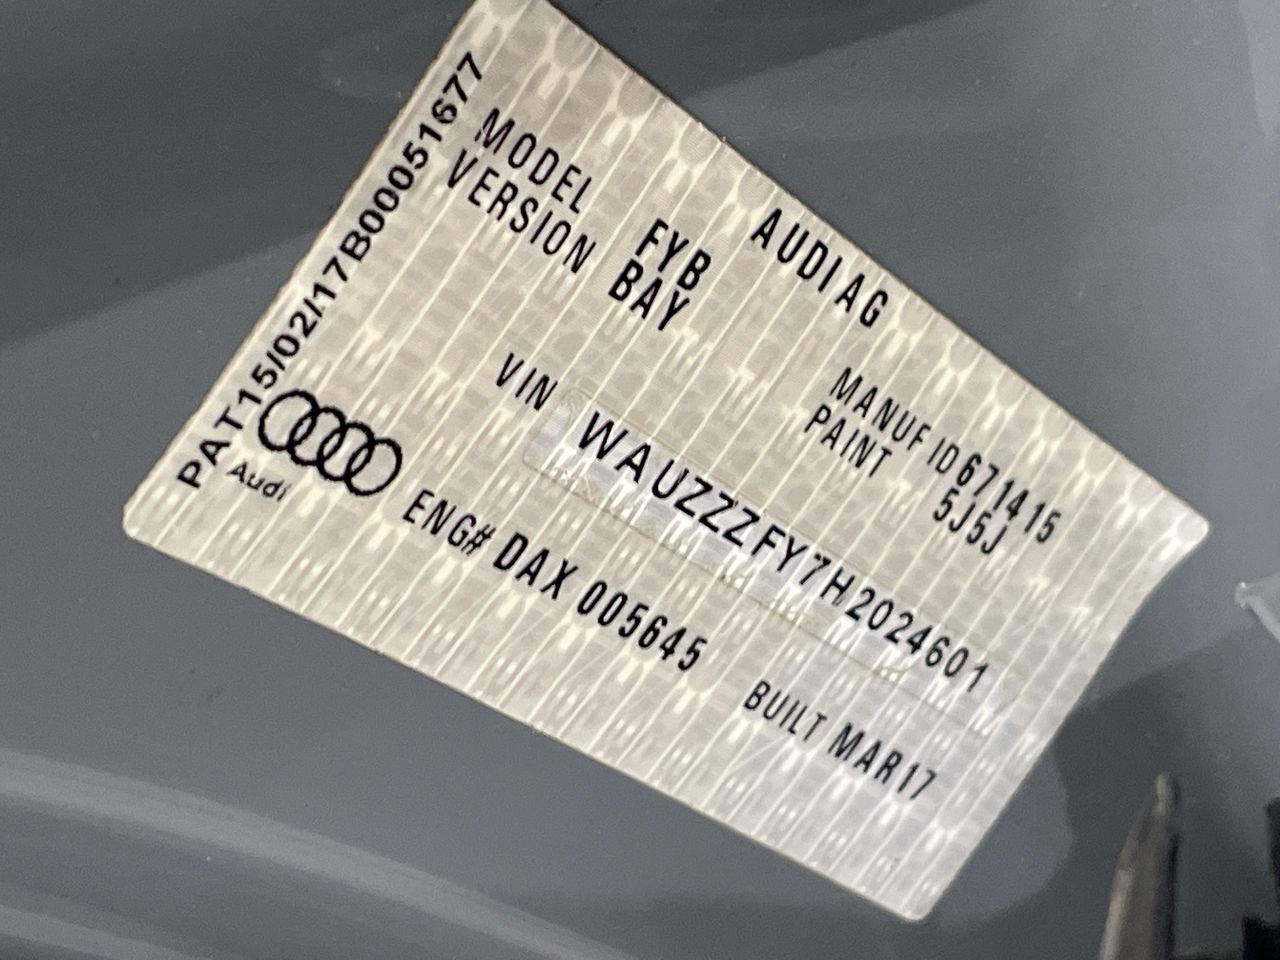 AUDI AG
MODEL FYB MANUF ID 671415
VERSION BAY PAINT 5J5J
VIN WAUZZZFY7H2024601
Audi
ENG# DAX 005645 BUILT MAR17
PAT15/02/17B00051677